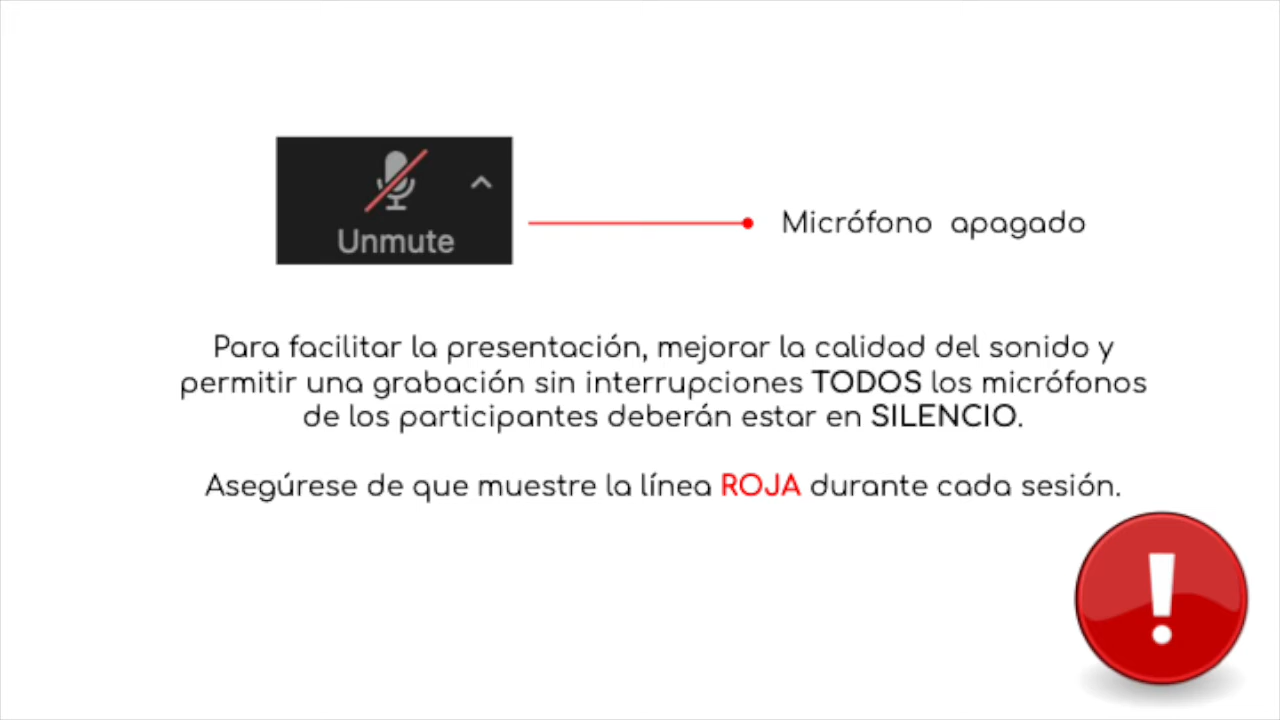 Unmute
Micrófono apagado
Para facilitar la presentación, mejorar la calidad del sonido y
permitir una grabación sin interrupciones TODOS los micrófonos
de los participantes deberán estar en SILENCIO.
Asegúrese de que muestre la línea ROJA durante cada sesión.